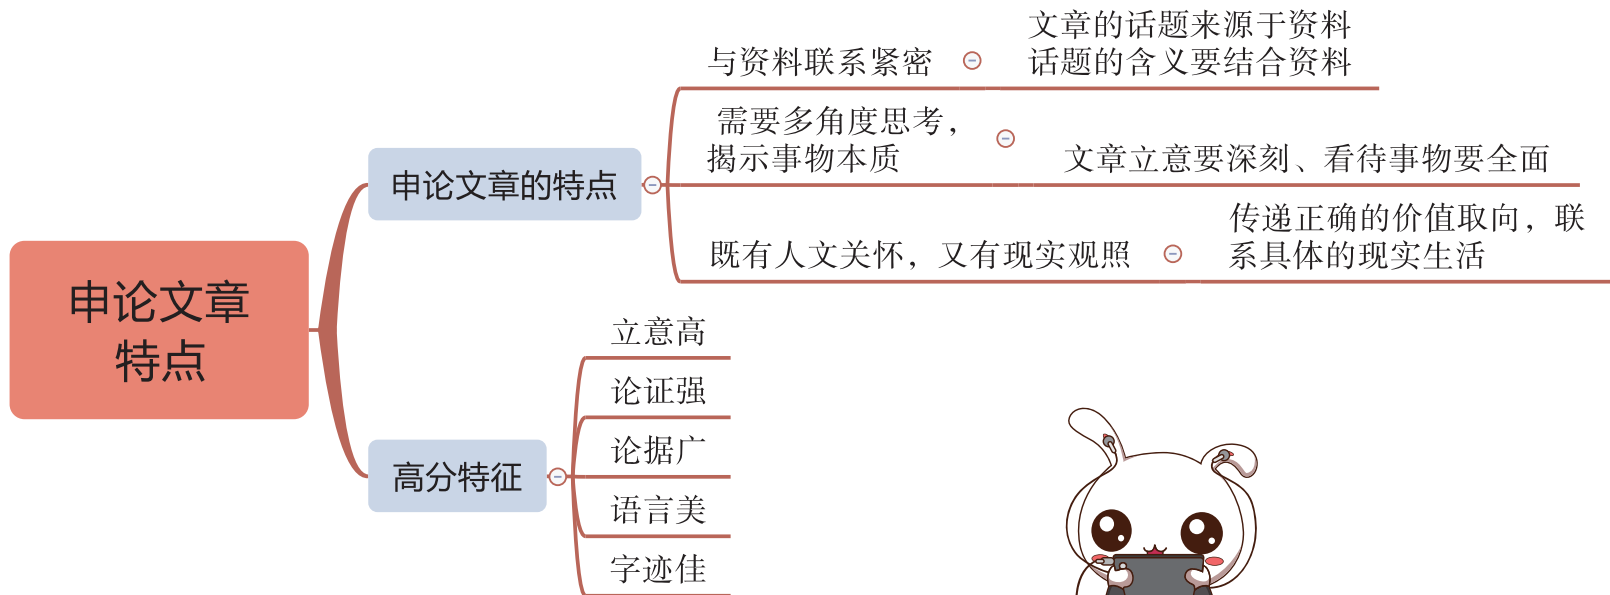 申论文章
特点
申论文章的特点
与资料联系紧密
文章的话题来源于资料
话题的含义要结合资料
需要多角度思考，
揭示事物本质
文章立意要深刻、看待事物要全面
既有人文关怀，又有现实观照
传递正确的价值取向，联
系具体的现实生活
高分特征
立意高
论证强
论据广
语言美
字迹佳